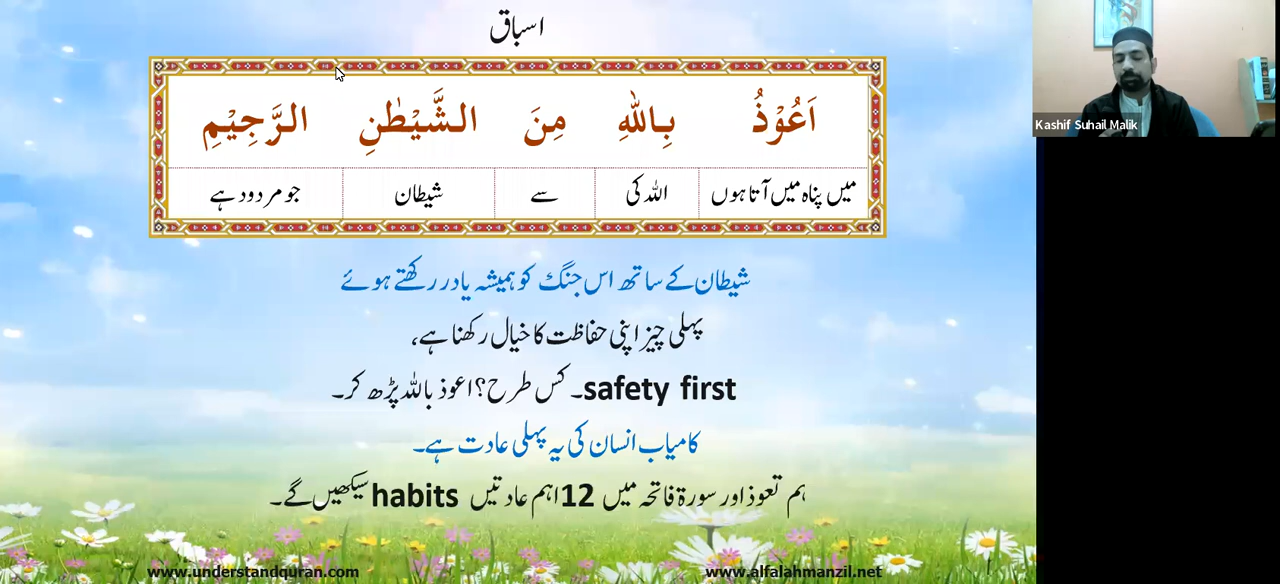 اسباق
اَعُوْذُ بِاللّٰهِ مِنَ الشَّيْطٰنِ الرَّجِيْمِ
میں پناہ میں آتا ہوں اللہ کی سے شیطان جو مردود ہے
شیطان کے ساتھ اس جنگ کو ہمیشہ یاد رکھتے ہوئے
پہلی چیز اپنی حفاظت کا خیال رکھنا ہے،
safety first۔ کس طرح؟ اعوذ باللہ پڑھ کر۔
کامیاب انسان کی یہ پہلی عادت ہے۔
ہم تعوذ اور سورۃ فاتحہ میں 12 اہم عادتیں habits سیکھیں گے۔
www.understandquran.com www.alfalahmanzil.net
Kashif Suhail Malik